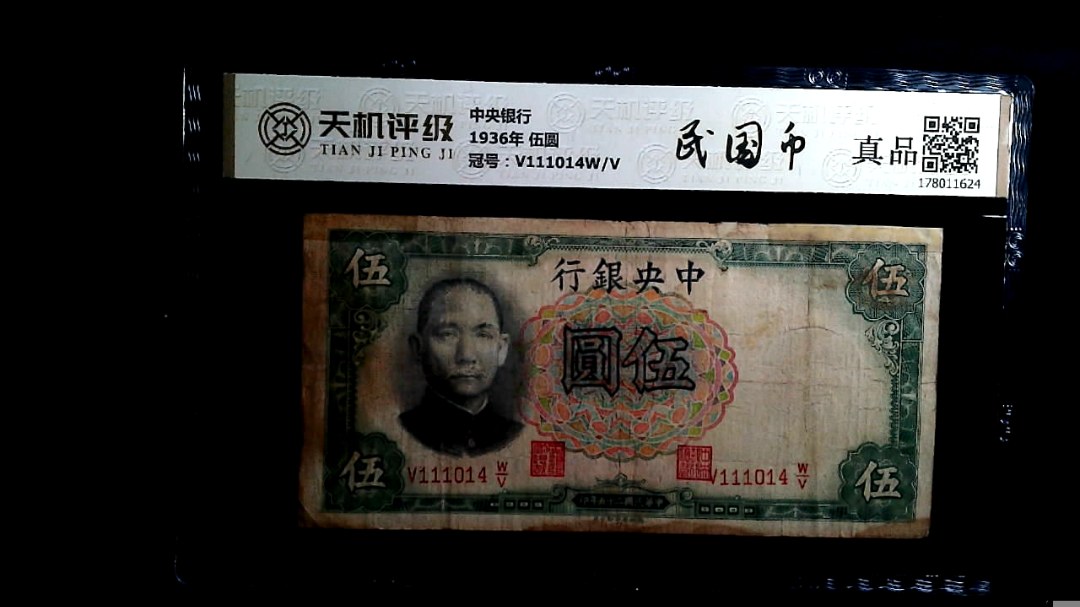 天机评级
TIAN JI PING JI
中央银行
1936年 伍圆
冠号：V111014W/V
民国币
真品
178011624
伍
行銀央中
伍
圓伍
伍
V111014 W/V
V111014 W/V
伍